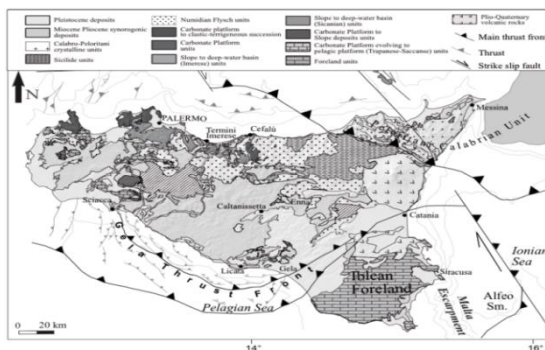 Pleistocene deposits
Miocene Pliocene synorogenic
deposits
Calabro-Peloritani
crystalline units
Sicilide units
Numidian Flysch units
Carbonate Platform
to clastic-terrigenous succession
Carbonate Platform
units
Slope to deep-water basin
(Imerese) units
Slope to deep-water basin
(Sicanian) units
Carbonate Platform to
Slope deposits units
Carbonate Platform evolving to
pelagic platform (Trapanese-Saccense) units
Foreland units
Plio-Quaternary
volcanic rocks
Main thrust front
Thrust
Strike slip fault
N
Messina
PALERMO
Termini
Imerese
Cefalù
Calabrian Unit
Sciacca
Caltanissetta
Enna
Catania
Gela Thrust Front
Licata
Gela
Ionian
Sea
Iblean
Foreland
Siracusa
Pelagian Sea
Malta
Escarpment
Alfeo
Sm.
0 20 km
14°
16°